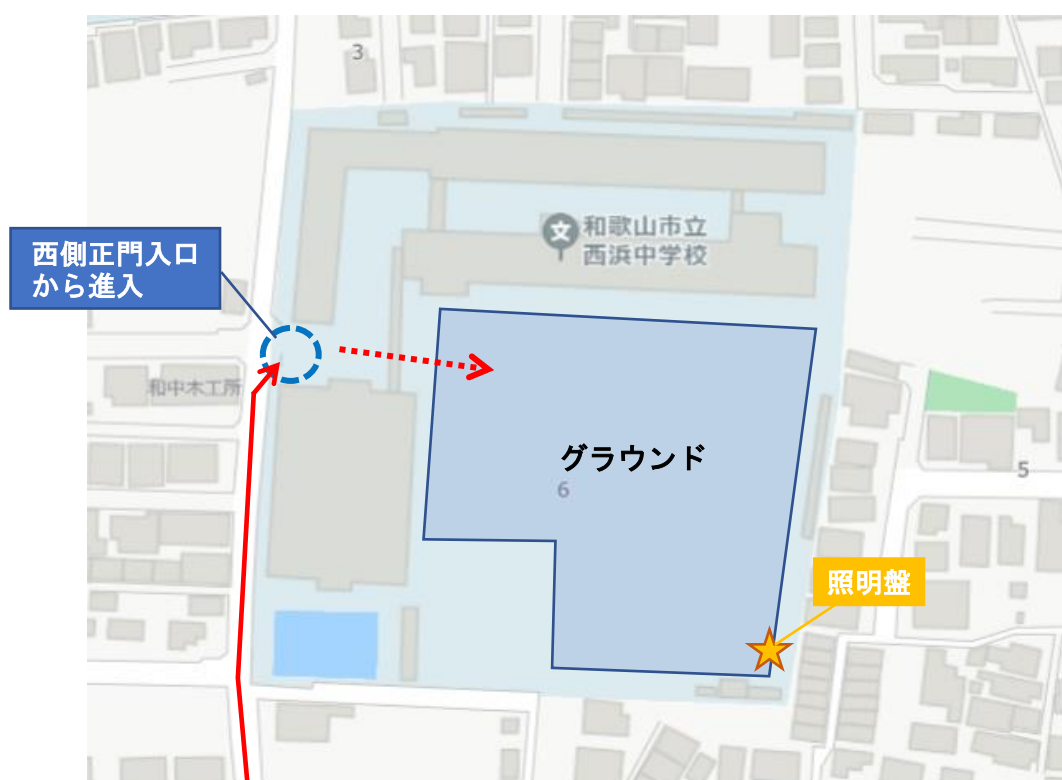 3
和歌山市立
西浜中学校
西側正門入口
から進入
和中木工所
グラウンド
6
5
照明盤
文